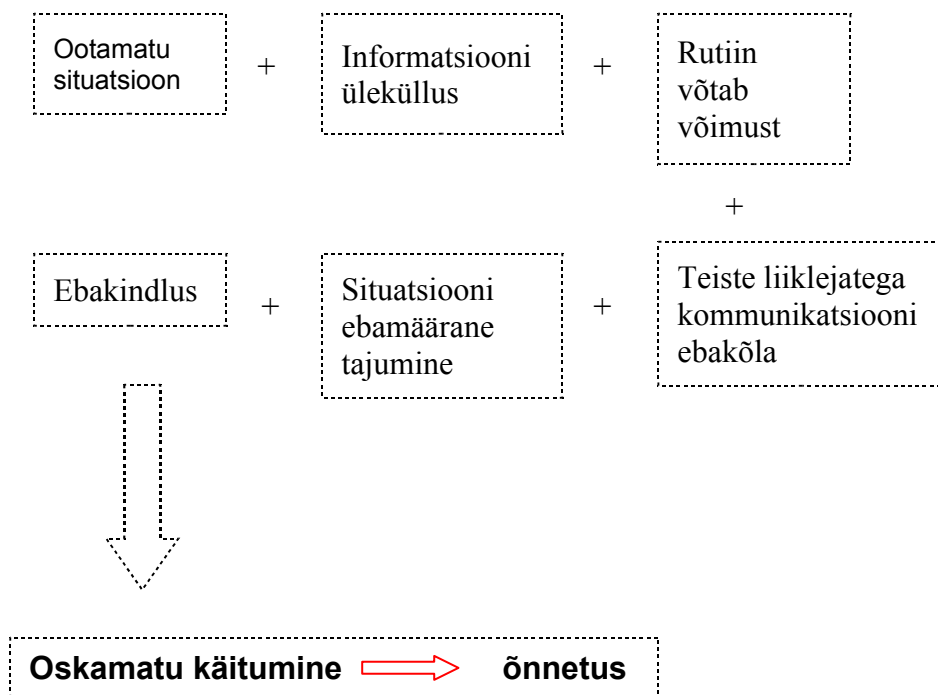 Ootamatu
situatsioon
+
Informatsiooni
üleküllus
+
Rutiin
võtab
võimust
+
Teiste liiklejatega
kommunikatsiooni
ebakõla
+
Situatsiooni
ebamäärane
tajumine
+
Ebakindlus
Oskamatu käitumine
õnnetus